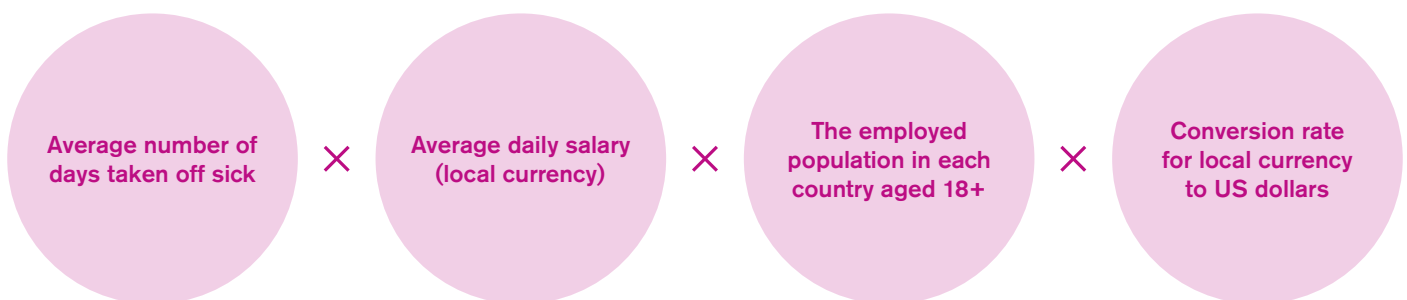 Average number of
days taken off sick
×
Average daily salary
(local currency)
×
The employed
population in each
country aged 18+
×
Conversion rate
for local currency
to US dollars